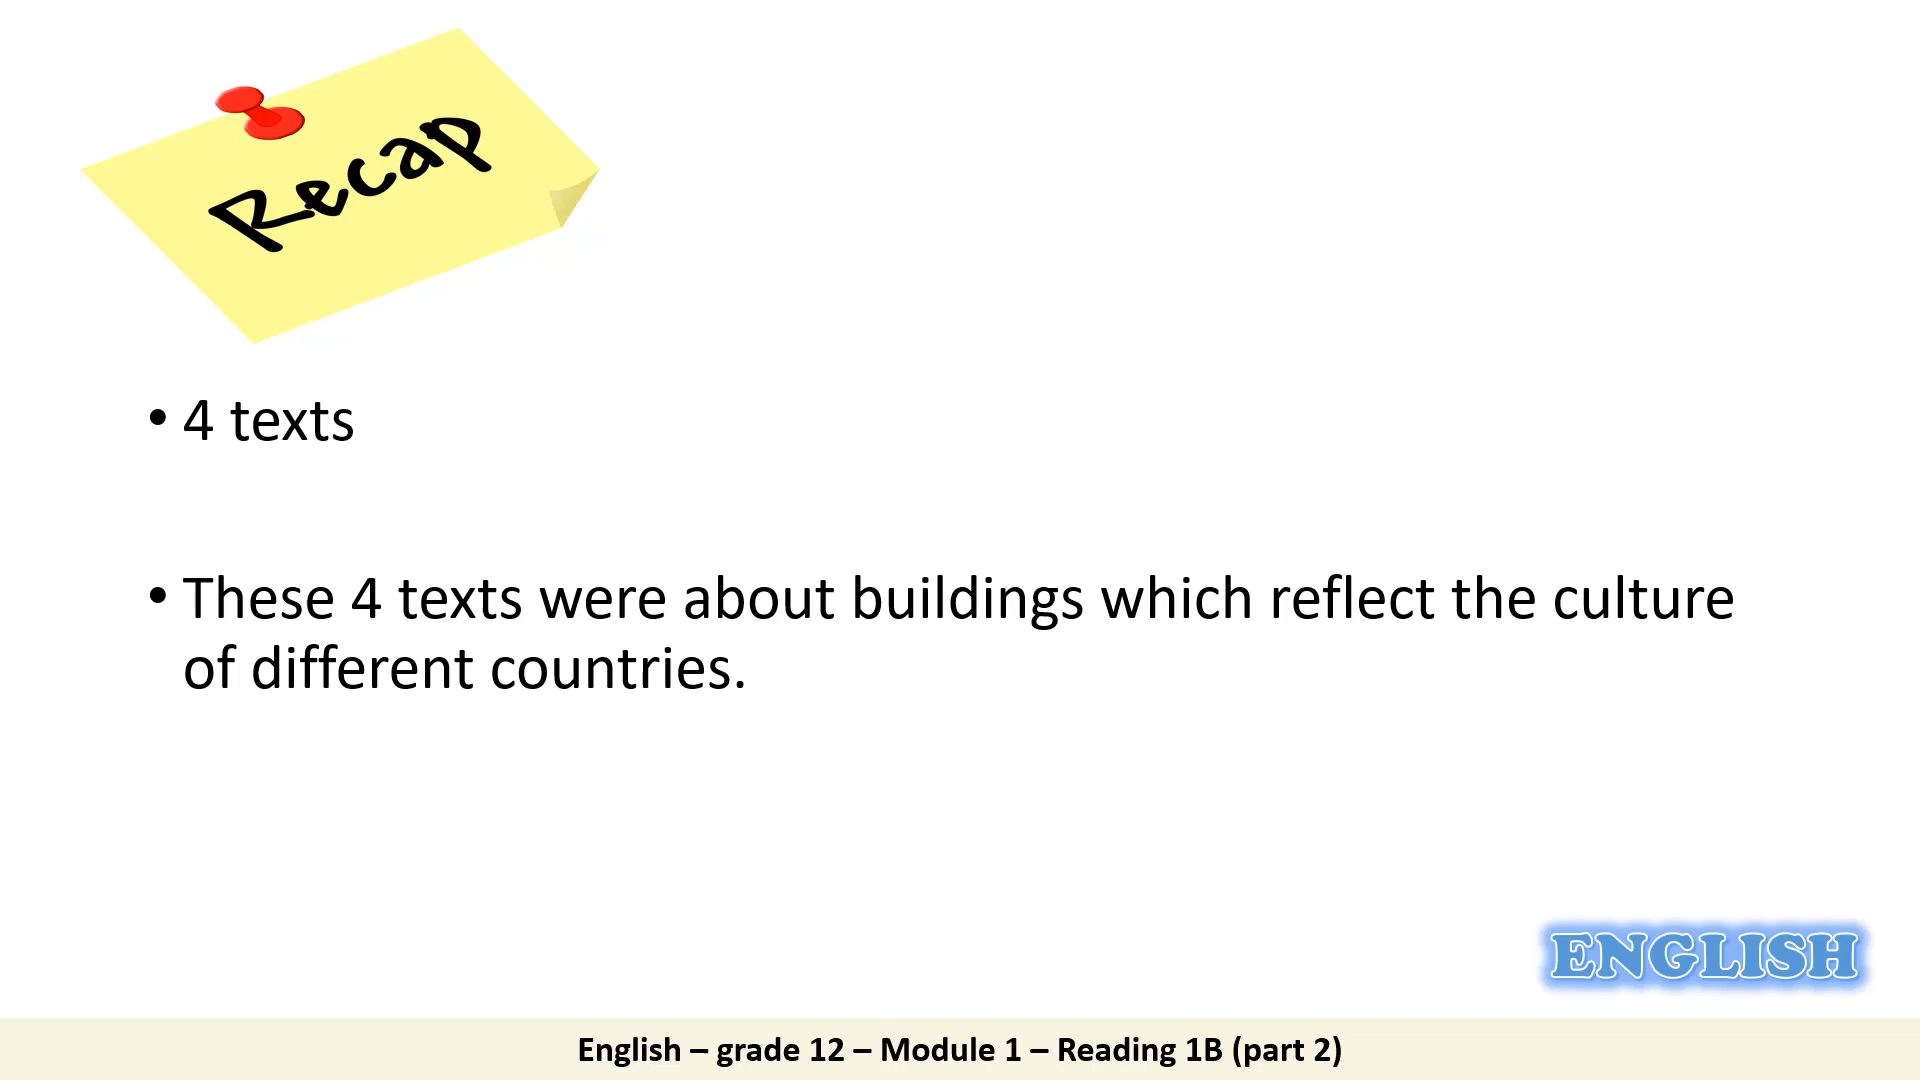 Recap
• 4 texts
• These 4 texts were about buildings which reflect the culture
of different countries.
ENGLISH
English – grade 12 – Module 1 – Reading 1B (part 2)